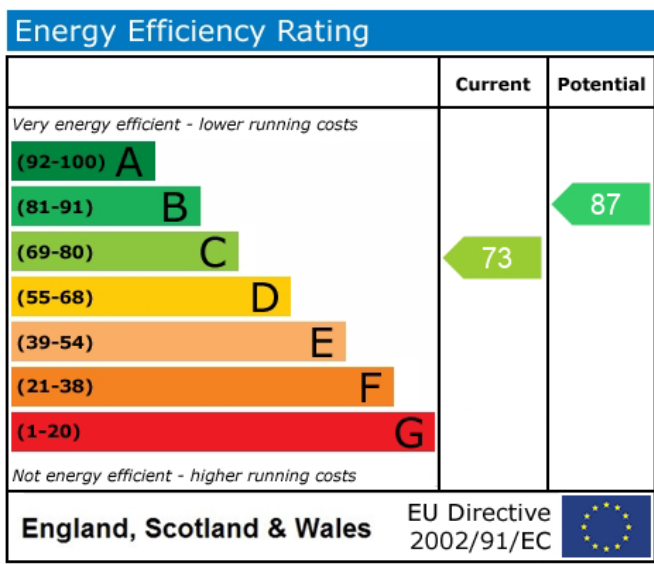 Energy Efficiency Rating
Current Potential
Very energy efficient - lower running costs
(92-100) A
(81-91) B 87
(69-80) C 73
(55-68) D
(39-54) E
(21-38) F
(1-20) G
Not energy efficient - higher running costs
England, Scotland & Wales
EU Directive
2002/91/EC